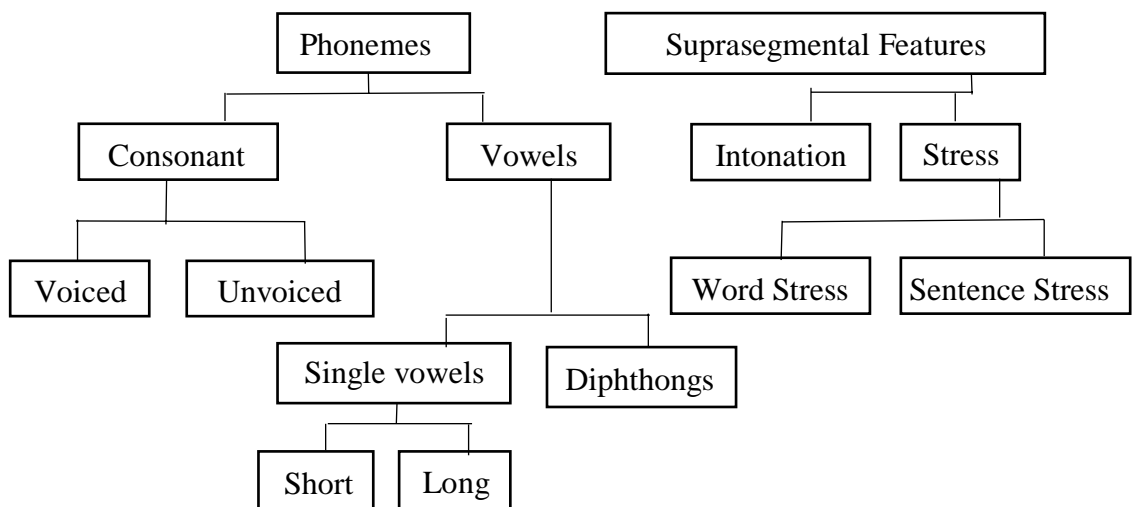 Phonemes
Suprasegmental Features
Consonant
Vowels
Intonation
Stress
Voiced
Unvoiced
Word Stress
Sentence Stress
Single vowels
Diphthongs
Short
Long